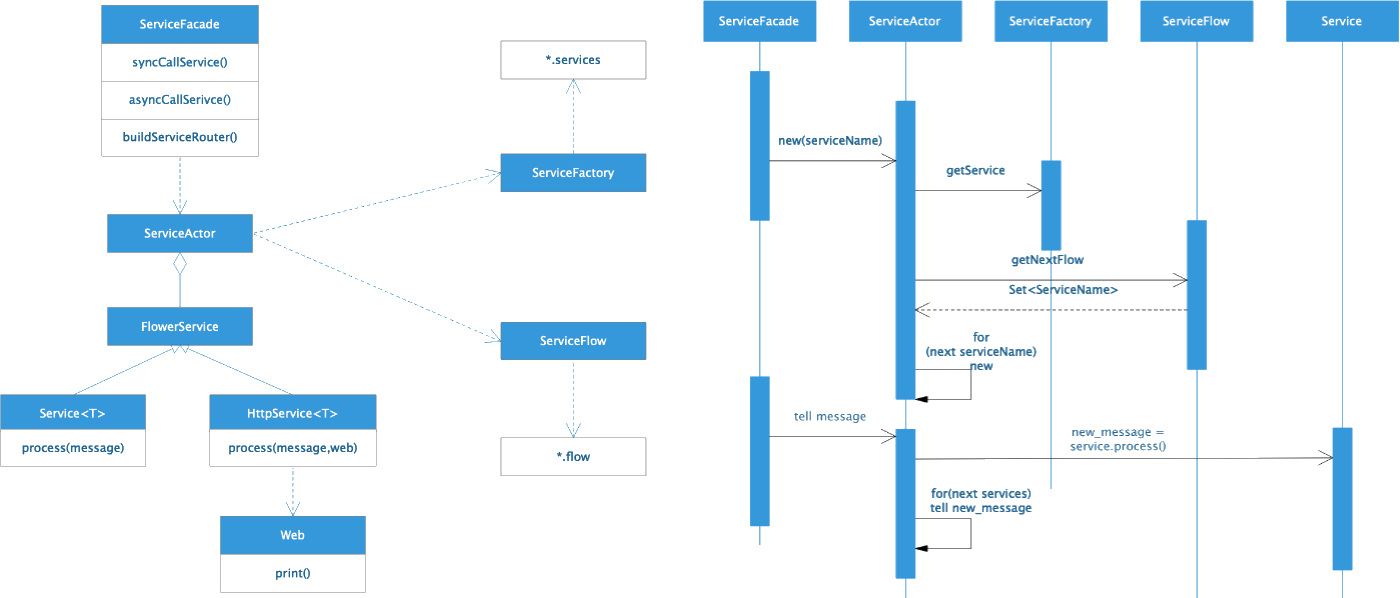 ServiceFacade
syncCallService()
asyncCallSerivce()
buildServiceRouter()
ServiceActor
FlowerService
Service<T>
process(message)
HttpService<T>
process(message,web)
Web
print()
*.services
ServiceFactory
ServiceFlow
*.flow
ServiceFacade
ServiceActor
ServiceFactory
ServiceFlow
Service
new(serviceName)
getService
getNextFlow
Set<ServiceName>
for
(next serviceName)
new
tell message
new_message =
service.process()
for(next services)
tell new_message